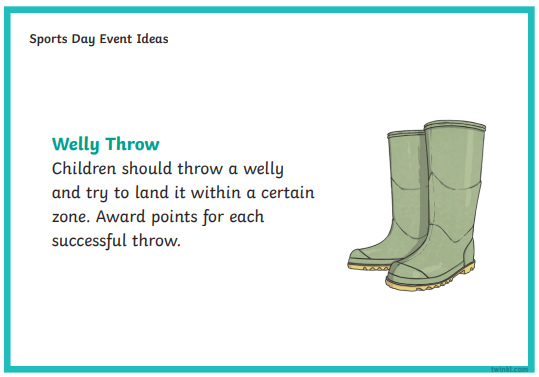 Sports Day Event Ideas
Welly Throw
Children should throw a welly
and try to land it within a certain
zone. Award points for each
successful throw.
twinkl.com